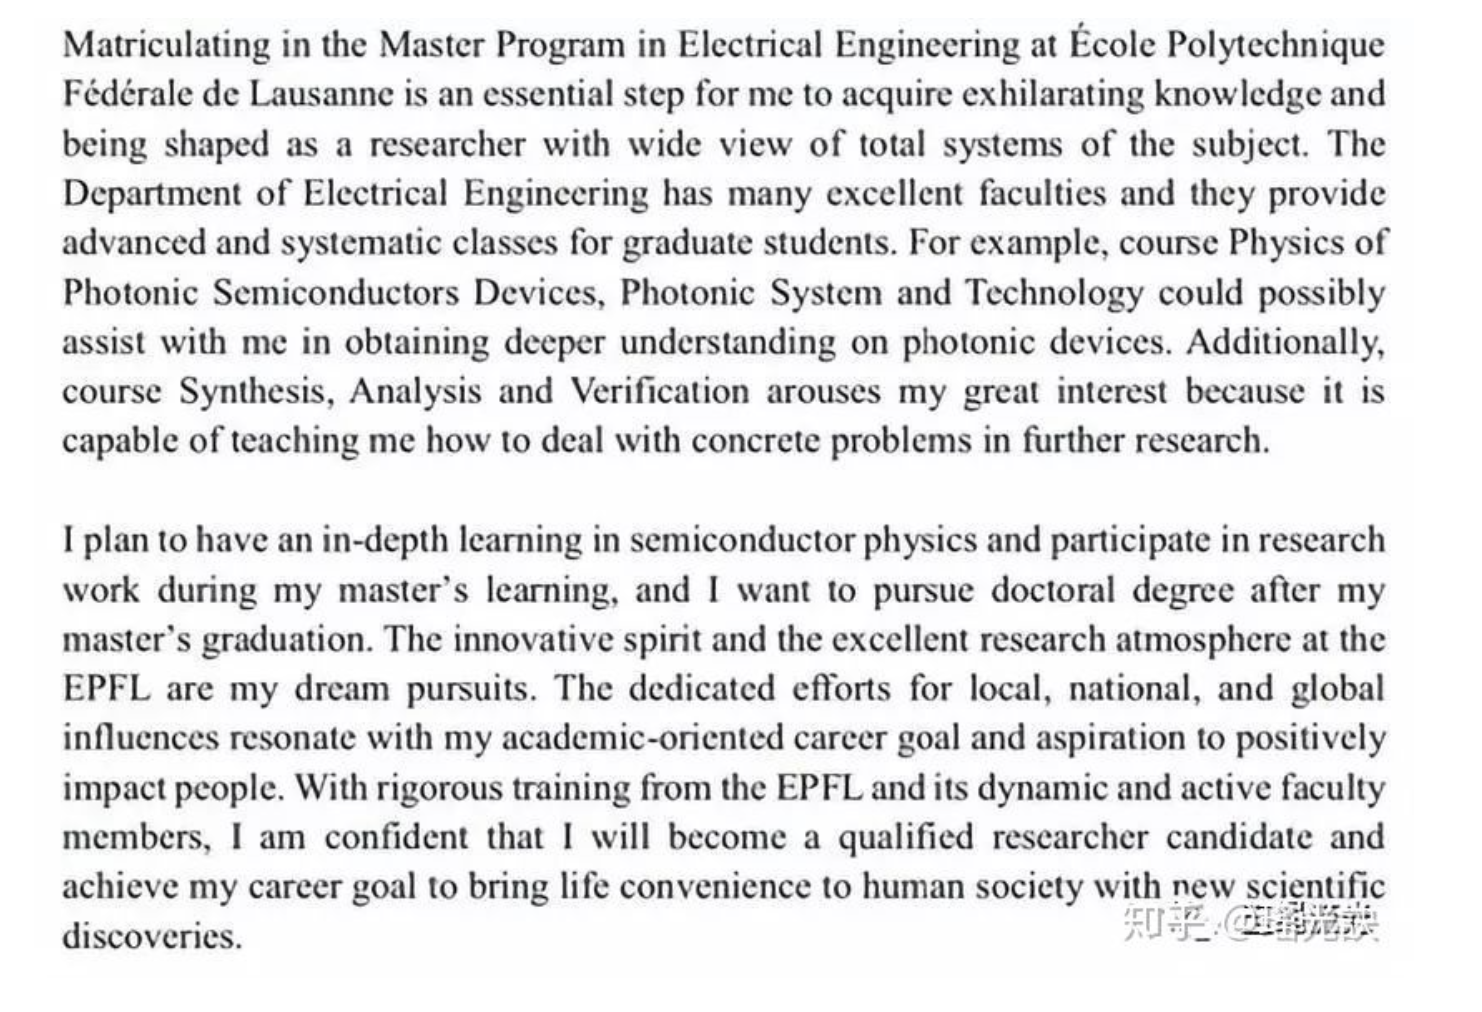 Matriculating in the Master Program in Electrical Engineering at École Polytechnique
Fédérale de Lausanne is an essential step for me to acquire exhilarating knowledge and
being shaped as a researcher with wide view of total systems of the subject. The
Department of Electrical Engineering has many excellent faculties and they provide
advanced and systematic classes for graduate students. For example, course Physics of
Photonic Semiconductors Devices, Photonic System and Technology could possibly
assist with me in obtaining deeper understanding on photonic devices. Additionally,
course Synthesis, Analysis and Verification arouses my great interest because it is
capable of teaching me how to deal with concrete problems in further research.
I plan to have an in-depth learning in semiconductor physics and participate in research
work during my master's learning, and I want to pursue doctoral degree after my
master's graduation. The innovative spirit and the excellent research atmosphere at the
EPFL are my dream pursuits. The dedicated efforts for local, national, and global
influences resonate with my academic-oriented career goal and aspiration to positively
impact people. With rigorous training from the EPFL and its dynamic and active faculty
members, I am confident that I will become a qualified researcher candidate and
achieve my career goal to bring life convenience to human society with new scientific
discoveries.
知乎